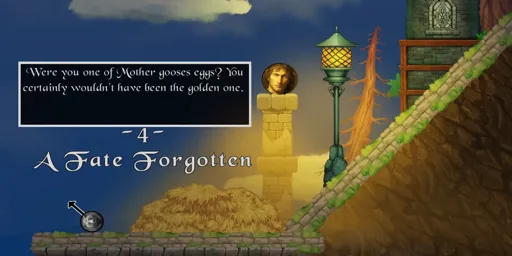 Were you one of Mother gooses eggs? You
certainly wouldn't have been the golden one.
-4-
A Fate Forgotten